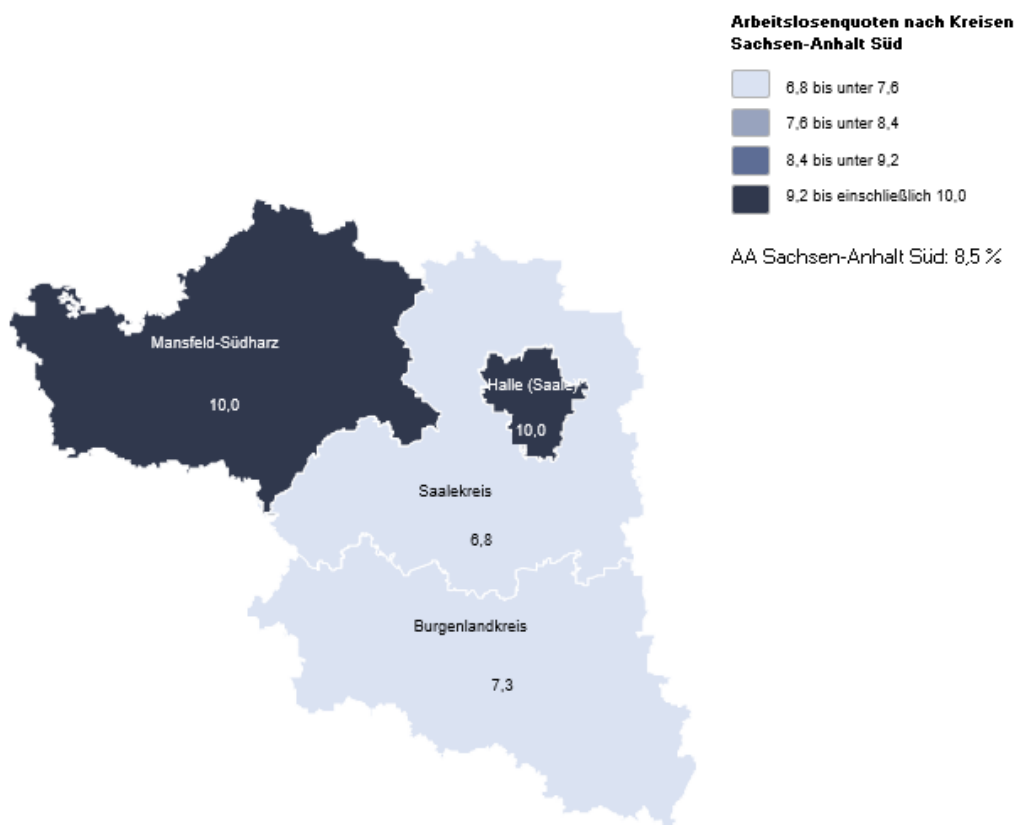 Arbeitslosenquoten nach Kreisen
Sachsen-Anhalt Süd
6,8 bis unter 7,6
7,6 bis unter 8,4
8,4 bis unter 9,2
9,2 bis einschließlich 10,0
AA Sachsen-Anhalt Süd: 8,5 %
Mansfeld-Südharz
10,0
Halle (Saale)
10,0
Saalekreis
6,8
Burgenlandkreis
7,3